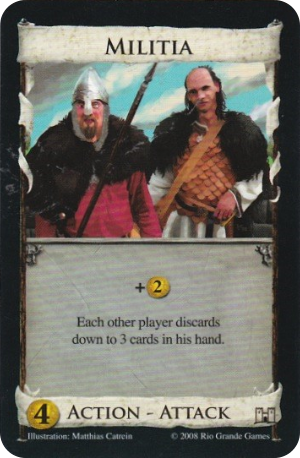 MILITIA
+2
Each other player discards
down to 3 cards in his hand.
4 ACTION - ATTACK
Illustration: Matthias Catrein © 2008 Rio Grande Games